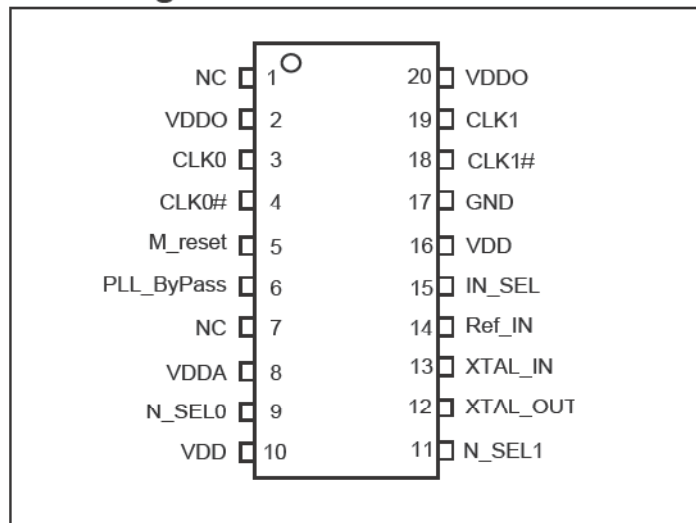 NC 1 20 VDDO
VDDO 2 19 CLK1
CLK0 3 18 CLK1#
CLK0# 4 17 GND
M_reset 5 16 VDD
PLL_ByPass 6 15 IN_SEL
NC 7 14 Ref_IN
VDDA 8 13 XTAL_IN
N_SEL0 9 12 XTAL_OUT
VDD 10 11 N_SEL1